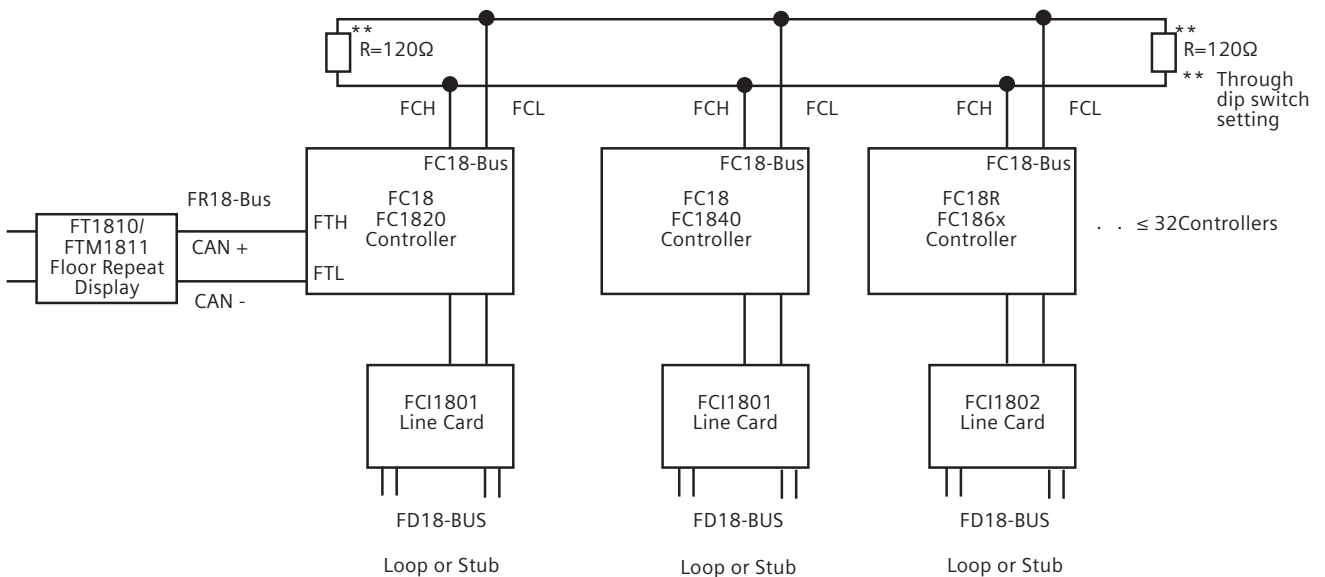 **
R=120Ω
**
R=120Ω
** Through
dip switch
setting
FCH
FCL
FCH
FCL
FCH
FCL
FC18-Bus
FC18
FC1820
Controller
FTH
FTL
FC18-Bus
FC18
FC1840
Controller
FC18-Bus
FC18R
FC186x
Controller
. . ≤ 32Controllers
FR18-Bus
CAN +
CAN -
FT1810/
FTM1811
Floor Repeat
Display
FCI1801
Line Card
FCI1801
Line Card
FCI1802
Line Card
FD18-BUS
FD18-BUS
FD18-BUS
Loop or Stub
Loop or Stub
Loop or Stub